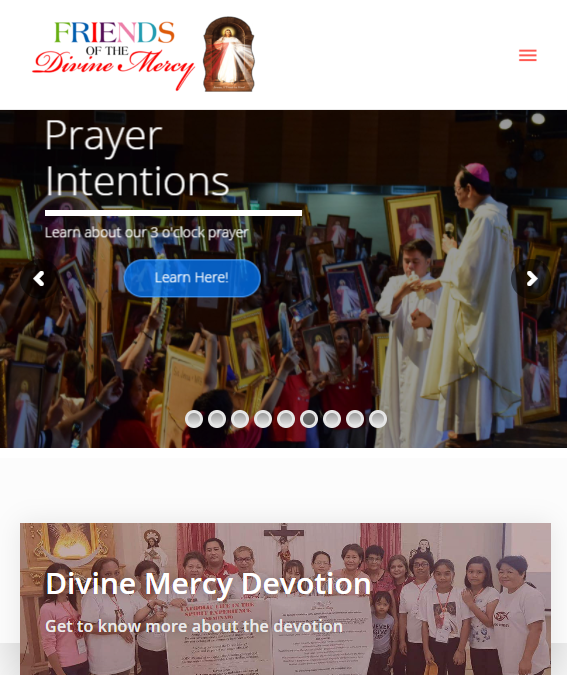 FRIENDS
OF THE
Divine Mercy
Prayer
Intentions
Learn about our 3 o'clock prayer
Learn Here!
Divine Mercy Devotion
Get to know more about the devotion